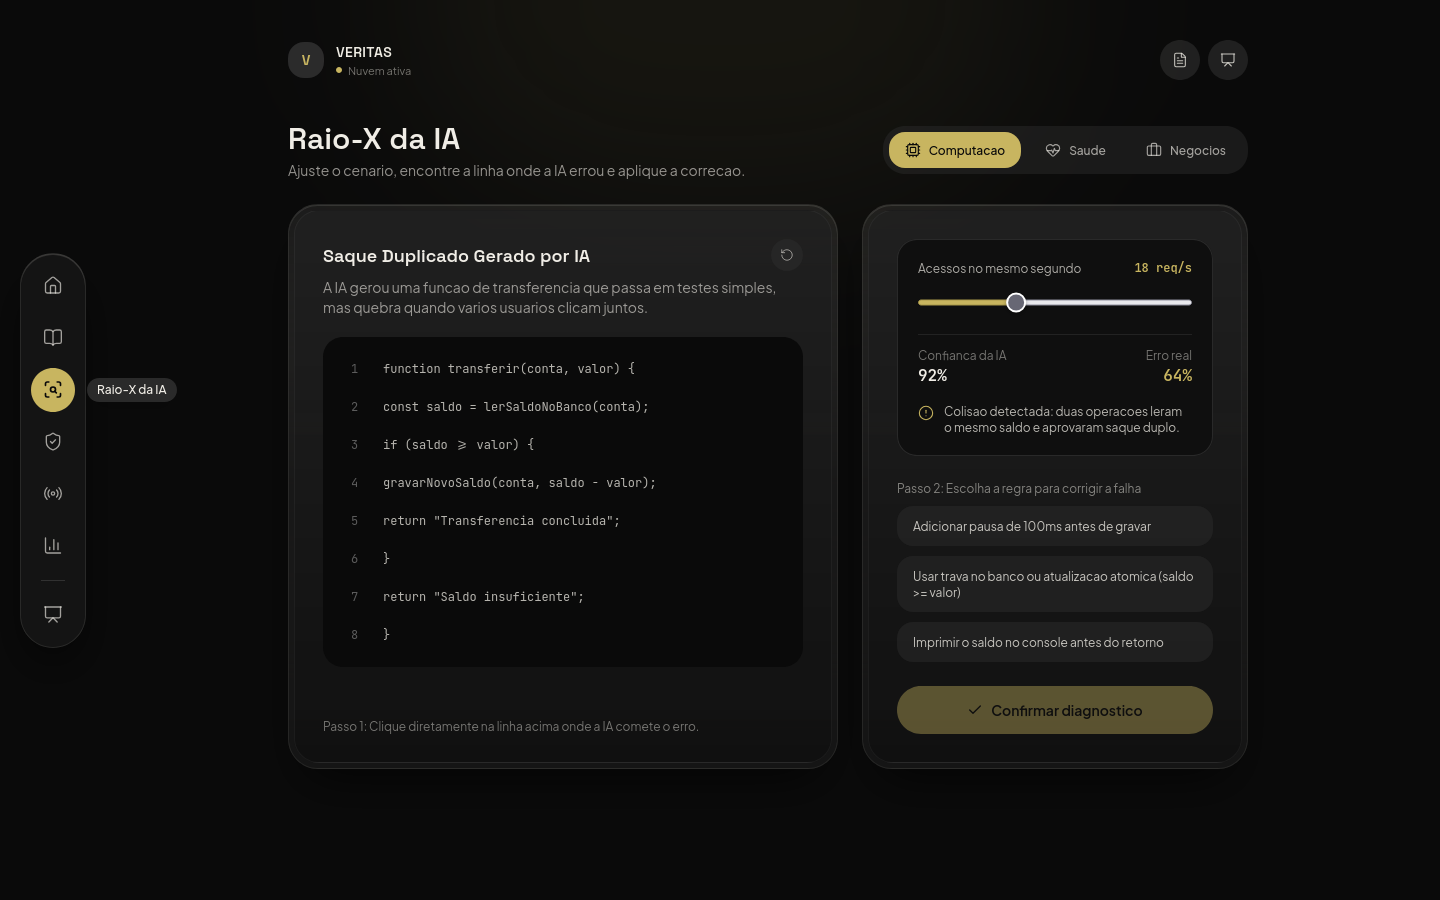 V
VERITAS
Nuvem ativa
Raio-X da IA
Ajuste o cenario, encontre a linha onde a IA errou e aplique a correcao.
Computacao
Saude
Negocios
Raio-X da IA
Saque Duplicado Gerado por IA
A IA gerou uma funcao de transferencia que passa em testes simples,
mas quebra quando varios usuarios clicam juntos.
1 function transferir(conta, valor) {
2 const saldo = lerSaldoNoBanco(conta);
3 if (saldo >= valor) {
4 gravarNovoSaldo(conta, saldo - valor);
5 return "Transferencia concluida";
6 }
7 return "Saldo insuficiente";
8 }
Passo 1: Clique diretamente na linha acima onde a IA comete o erro.
Acessos no mesmo segundo 18 req/s
Confianca da IA Erro real
92% 64%
Colisao detectada: duas operacoes leram
o mesmo saldo e aprovaram saque duplo.
Passo 2: Escolha a regra para corrigir a falha
Adicionar pausa de 100ms antes de gravar
Usar trava no banco ou atualizacao atomica (saldo
>= valor)
Imprimir o saldo no console antes do retorno
Confirmar diagnostico